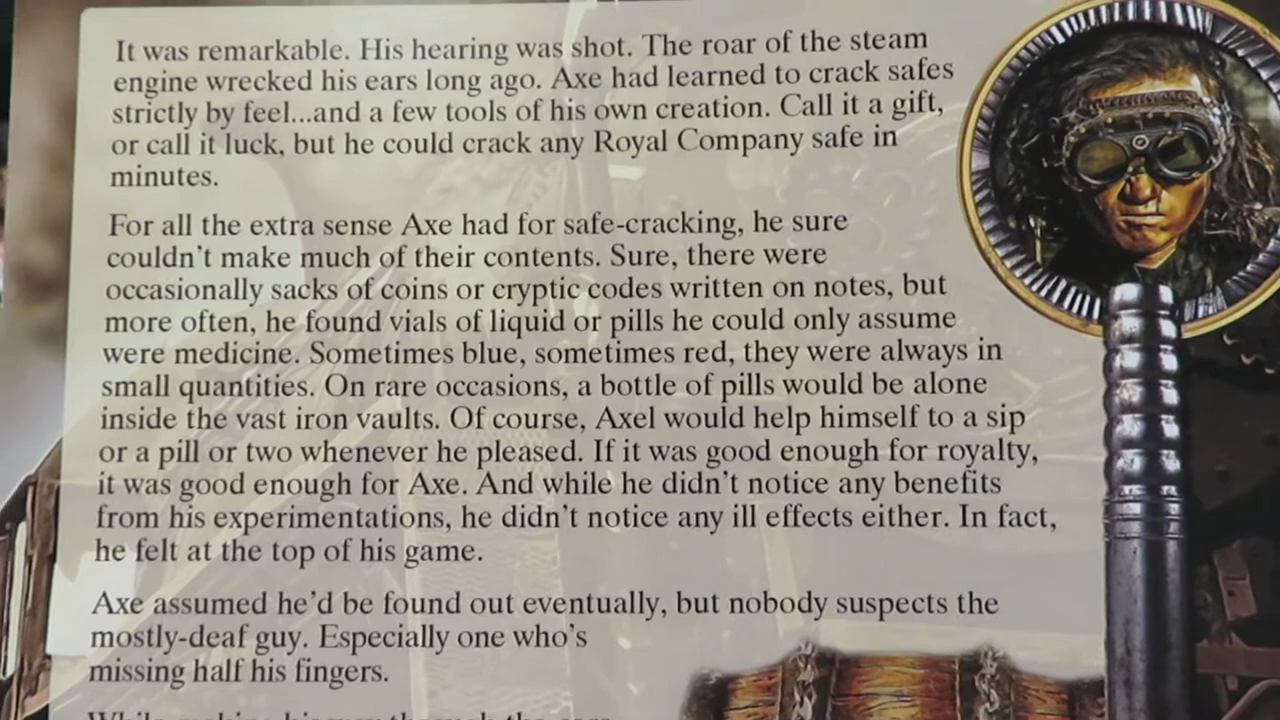 It was remarkable. His hearing was shot. The roar of the steam
engine wrecked his ears long ago. Axe had learned to crack safes
strictly by feel...and a few tools of his own creation. Call it a gift,
or call it luck, but he could crack any Royal Company safe in
minutes.
For all the extra sense Axe had for safe-cracking, he sure
couldn't make much of their contents. Sure, there were
occasionally sacks of coins or cryptic codes written on notes, but
more often, he found vials of liquid or pills he could only assume
were medicine. Sometimes blue, sometimes red, they were always in
small quantities. On rare occasions, a bottle of pills would be alone
inside the vast iron vaults. Of course, Axel would help himself to a sip
or a pill or two whenever he pleased. If it was good enough for royalty,
it was good enough for Axe. And while he didn't notice any benefits
from his experimentations, he didn't notice any ill effects either. In fact,
he felt at the top of his game.
Axe assumed he'd be found out eventually, but nobody suspects the
mostly-deaf guy. Especially one who's
missing half his fingers.